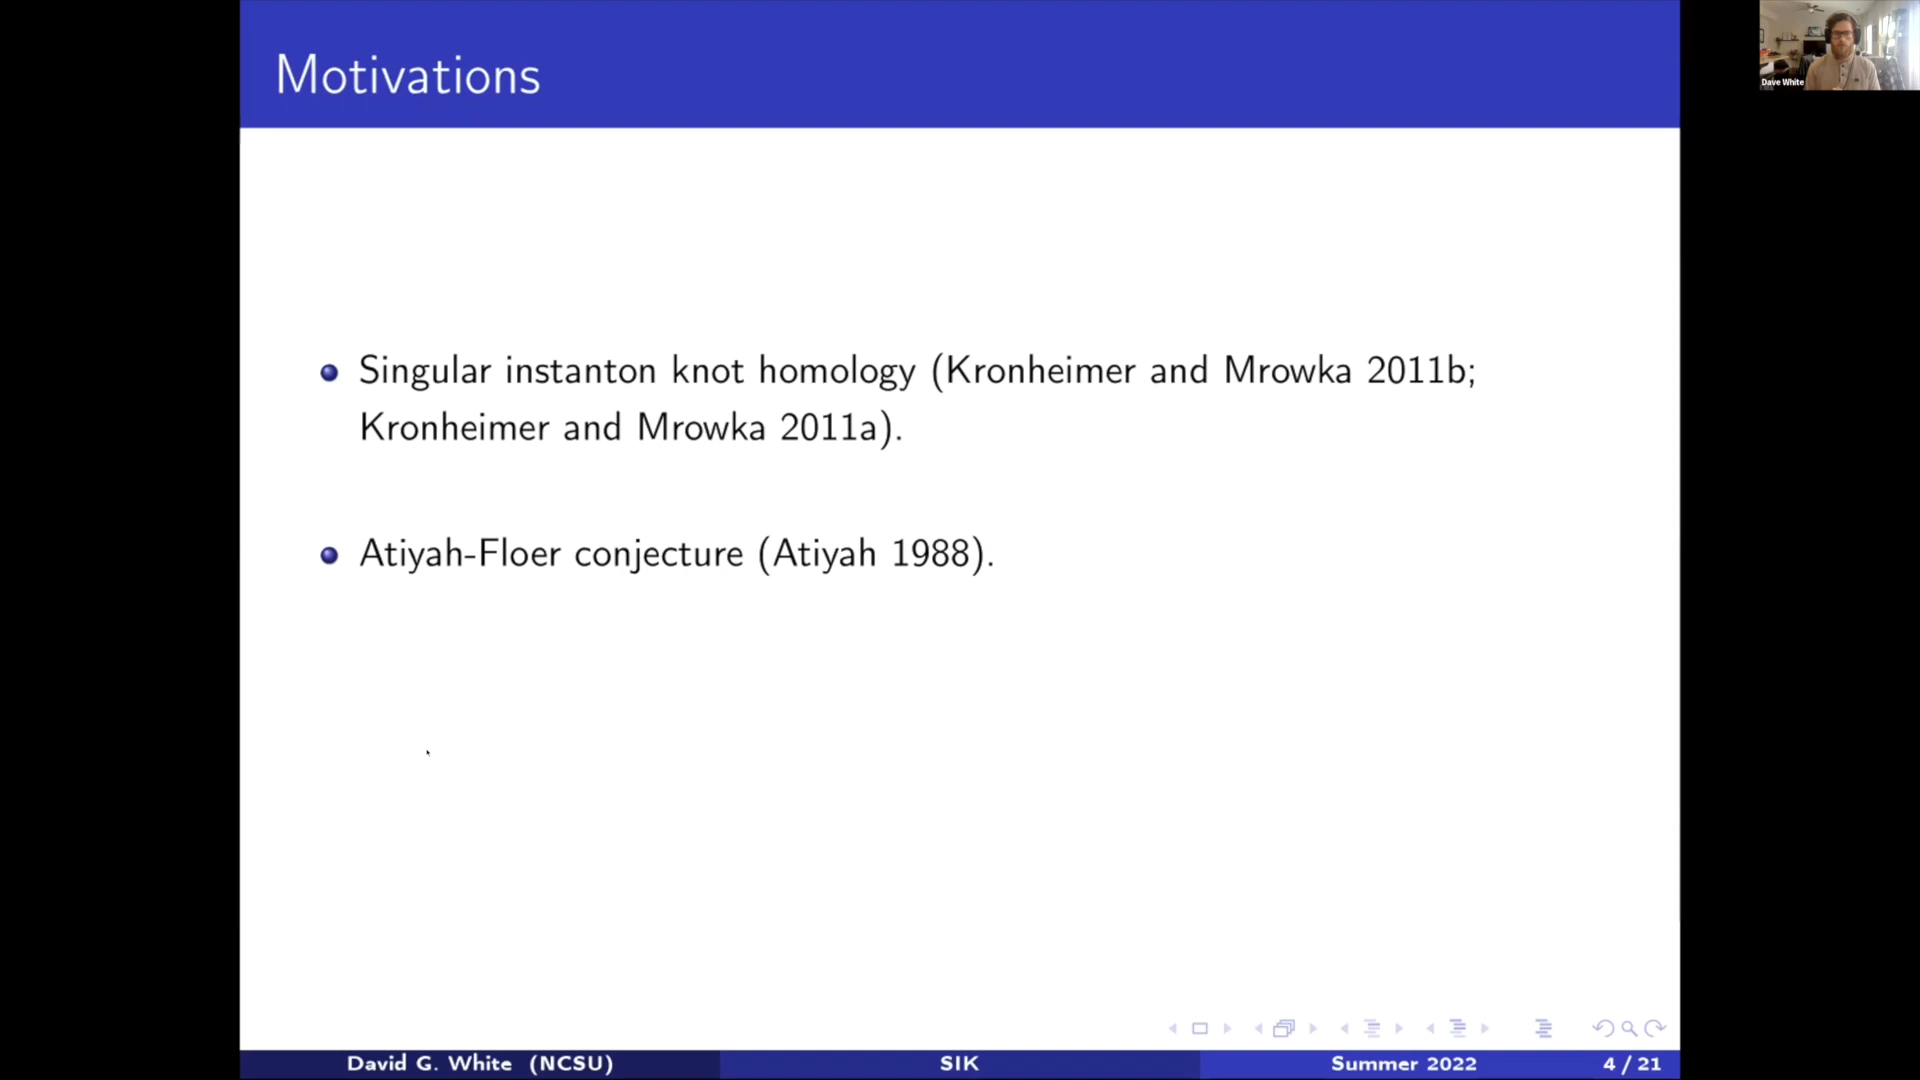 Motivations
Dave White
Singular instanton knot homology (Kronheimer and Mrowka 2011b;
Kronheimer and Mrowka 2011a).
Atiyah-Floer conjecture (Atiyah 1988).
David G. White (NCSU) SIK Summer 2022 4 / 21